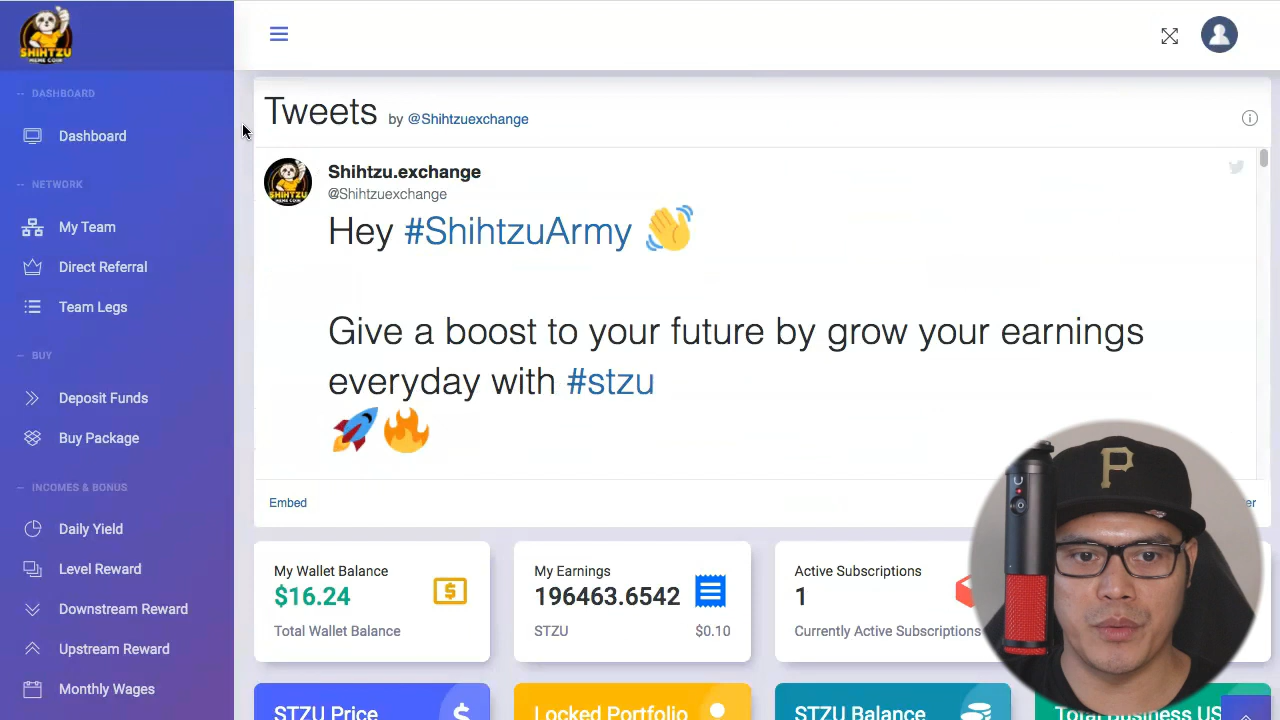 SHIHTZU
MEME COIN
DASHBOARD
Dashboard
NETWORK
My Team
Direct Referral
Team Legs
BUY
Deposit Funds
Buy Package
INCOMES & BONUS
Daily Yield
Level Reward
Downstream Reward
Upstream Reward
Monthly Wages
Tweets by @Shihtzuexchange
Shihtzu.exchange
@Shihtzuexchange
Hey #ShihtzuArmy 👋
Give a boost to your future by grow your earnings
everyday with #stzu
🚀🔥
Embed
My Wallet Balance
$16.24
Total Wallet Balance
My Earnings
196463.6542
STZU $0.10
Active Subscriptions
1
Currently Active Subscriptions
STZU Price
Locked Portfolio
STZU Balance
Total Business US
P